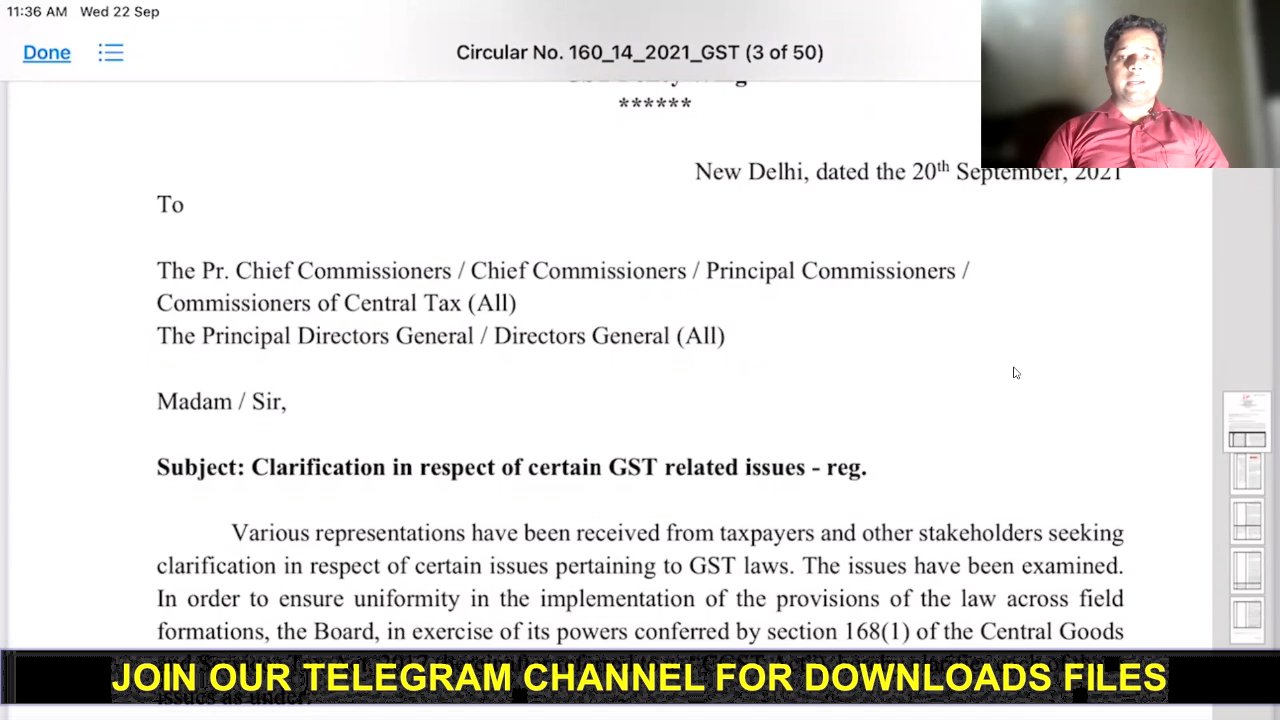 11:36 AM Wed 22 Sep
Done
Circular No. 160_14_2021_GST (3 of 50)
******
New Delhi, dated the 20th September, 2021
To
The Pr. Chief Commissioners / Chief Commissioners / Principal Commissioners /
Commissioners of Central Tax (All)
The Principal Directors General / Directors General (All)
Madam / Sir,
Subject: Clarification in respect of certain GST related issues - reg.
Various representations have been received from taxpayers and other stakeholders seeking
clarification in respect of certain issues pertaining to GST laws. The issues have been examined.
In order to ensure uniformity in the implementation of the provisions of the law across field
formations, the Board, in exercise of its powers conferred by section 168(1) of the Central Goods
JOIN OUR TELEGRAM CHANNEL FOR DOWNLOADS FILES
issues as under: